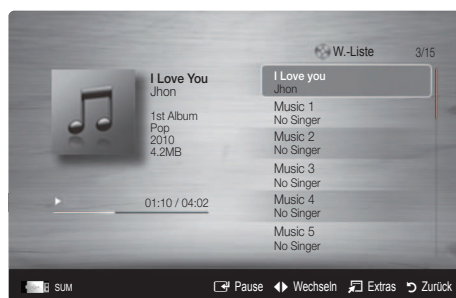 W.-Liste 3/15
I Love You
Jhon
1st Album
Pop
2010
4.2MB
01:10 / 04:02
I Love you
Jhon
Music 1
No Singer
Music 2
No Singer
Music 3
No Singer
Music 4
No Singer
Music 5
No Singer
SUM Pause Wechseln Extras Zurück